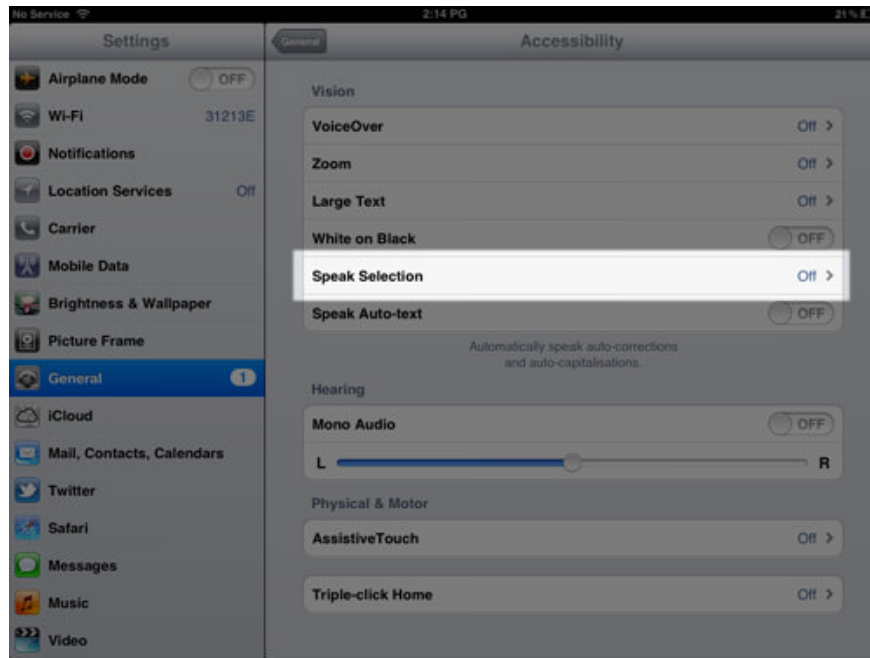 No Service 2:14 PG 21%
Settings
General
Accessibility
Airplane Mode OFF
Wi-Fi 31213E
Notifications
Location Services Off
Carrier
Mobile Data
Brightness & Wallpaper
Picture Frame
General 1
iCloud
Mail, Contacts, Calendars
Twitter
Safari
Messages
Music
Video
Vision
VoiceOver Off
Zoom Off
Large Text Off
White on Black OFF
Speak Selection Off
Speak Auto-text OFF
Automatically speak auto-corrections
and auto-capitalisations.
Hearing
Mono Audio OFF
L R
Physical & Motor
AssistiveTouch Off
Triple-click Home Off